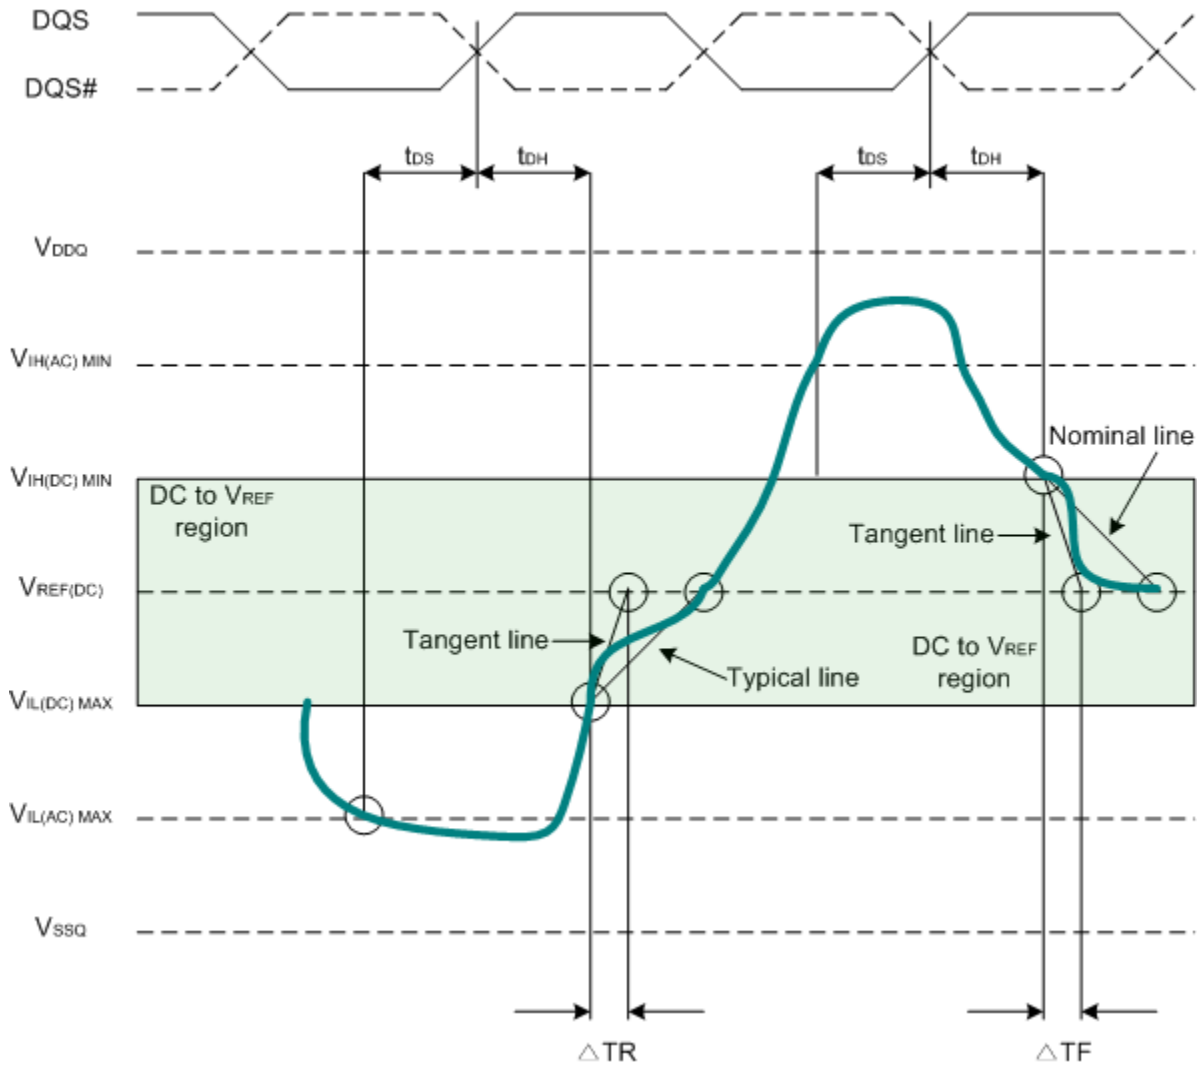 DQS
DQS#
tDS
tDH
tDS
tDH
VDDQ
VIH(AC) MIN
Nominal line
VIH(DC) MIN
DC to VREF
region
Tangent line
VREF(DC)
Tangent line
DC to VREF
region
Typical line
VIL(DC) MAX
VIL(AC) MAX
VSSQ
△TR
△TF